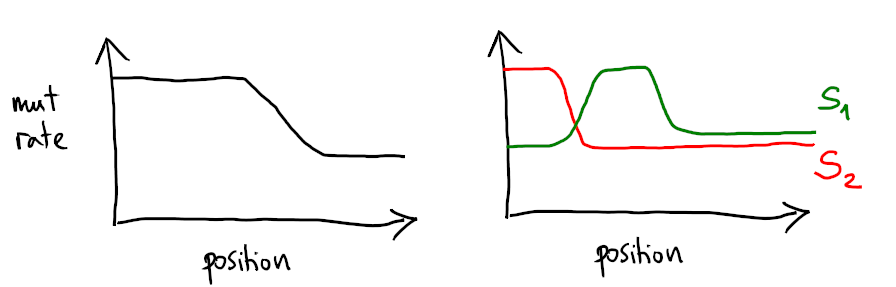 mut
rate
position
S1
S2
position